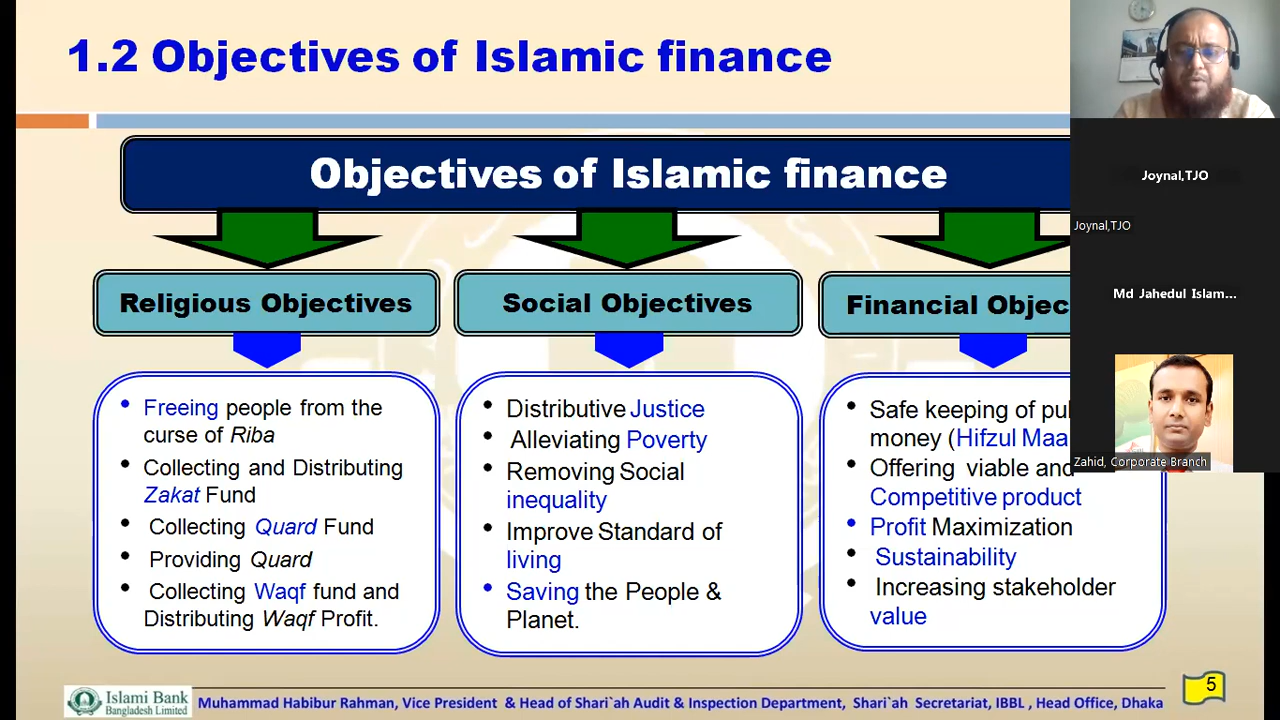 1.2 Objectives of Islamic finance
Objectives of Islamic finance
Religious Objectives
Freeing people from the
curse of Riba
Collecting and Distributing
Zakat Fund
Collecting Quard Fund
Providing Quard
Collecting Waqf fund and
Distributing Waqf Profit.
Social Objectives
Distributive Justice
Alleviating Poverty
Removing Social
inequality
Improve Standard of
living
Saving the People &
Planet.
Financial Objec
Safe keeping of pu
money (Hifzul Maa
Offering viable and
Competitive product
Profit Maximization
Sustainability
Increasing stakeholder
value
Joynal,TJO
Joynal,TJO
Md Jahedul Islam...
Zahid, Corporate Branch
Islami Bank
Bangladesh Limited
Muhammad Habibur Rahman, Vice President & Head of Shari`ah Audit & Inspection Department, Shari`ah Secretariat, IBBL , Head Office, Dhaka
5